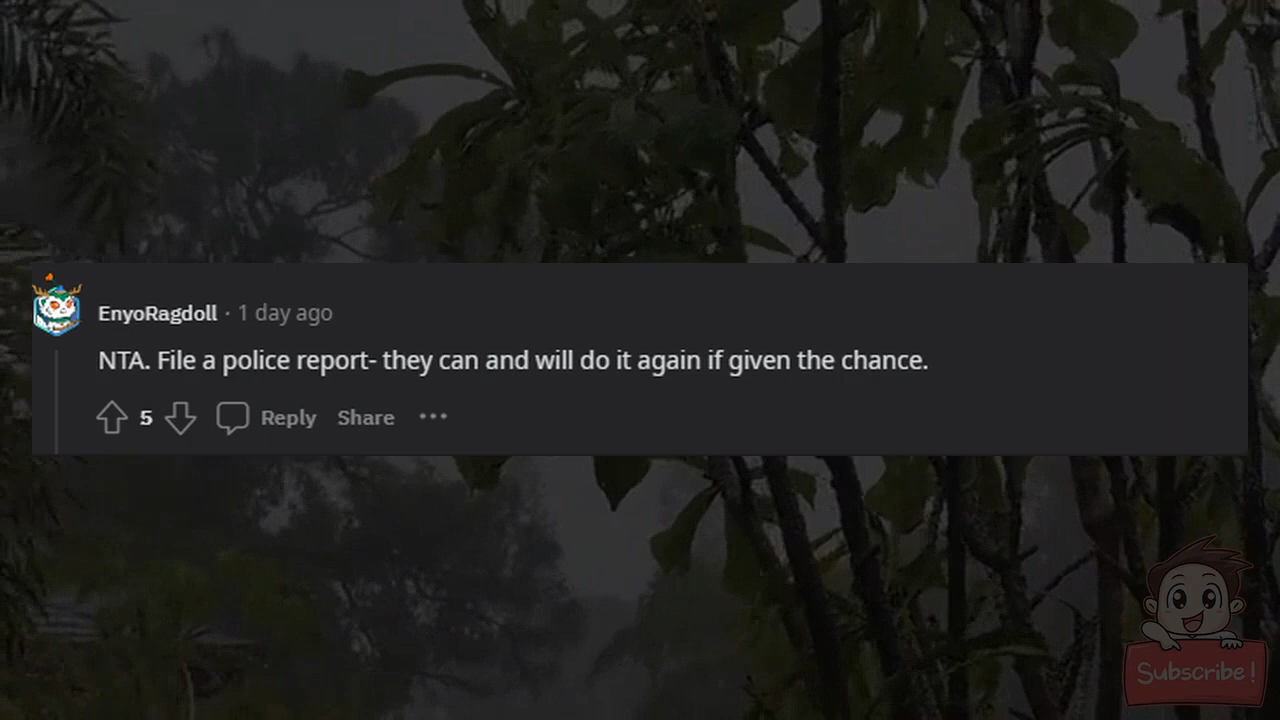 EnyoRagdoll · 1 day ago
NTA. File a police report- they can and will do it again if given the chance.
5 Reply Share ···
Subscribe!